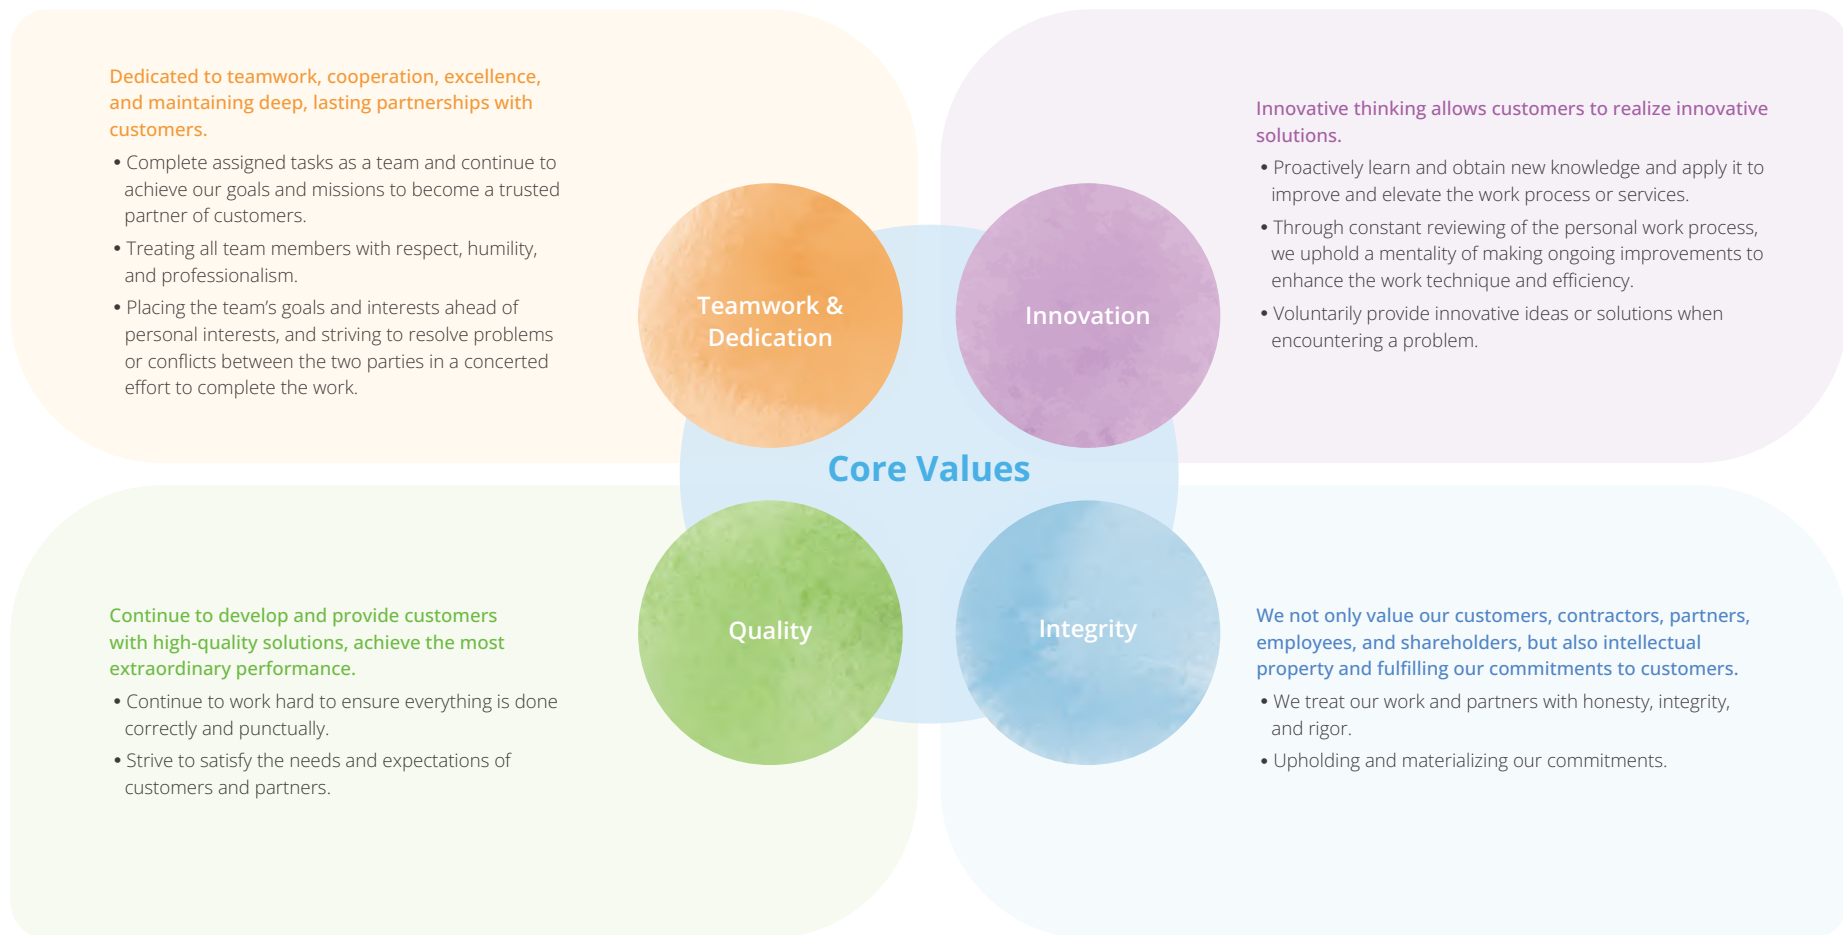 Dedicated to teamwork, cooperation, excellence,
and maintaining deep, lasting partnerships with
customers.
• Complete assigned tasks as a team and continue to
achieve our goals and missions to become a trusted
partner of customers.
• Treating all team members with respect, humility,
and professionalism.
• Placing the team’s goals and interests ahead of
personal interests, and striving to resolve problems
or conflicts between the two parties in a concerted
effort to complete the work.
Teamwork &
Dedication
Innovation
Innovative thinking allows customers to realize innovative
solutions.
• Proactively learn and obtain new knowledge and apply it to
improve and elevate the work process or services.
• Through constant reviewing of the personal work process,
we uphold a mentality of making ongoing improvements to
enhance the work technique and efficiency.
• Voluntarily provide innovative ideas or solutions when
encountering a problem.
Core Values
Continue to develop and provide customers
with high-quality solutions, achieve the most
extraordinary performance.
• Continue to work hard to ensure everything is done
correctly and punctually.
• Strive to satisfy the needs and expectations of
customers and partners.
Quality
Integrity
We not only value our customers, contractors, partners,
employees, and shareholders, but also intellectual
property and fulfilling our commitments to customers.
• We treat our work and partners with honesty, integrity,
and rigor.
• Upholding and materializing our commitments.